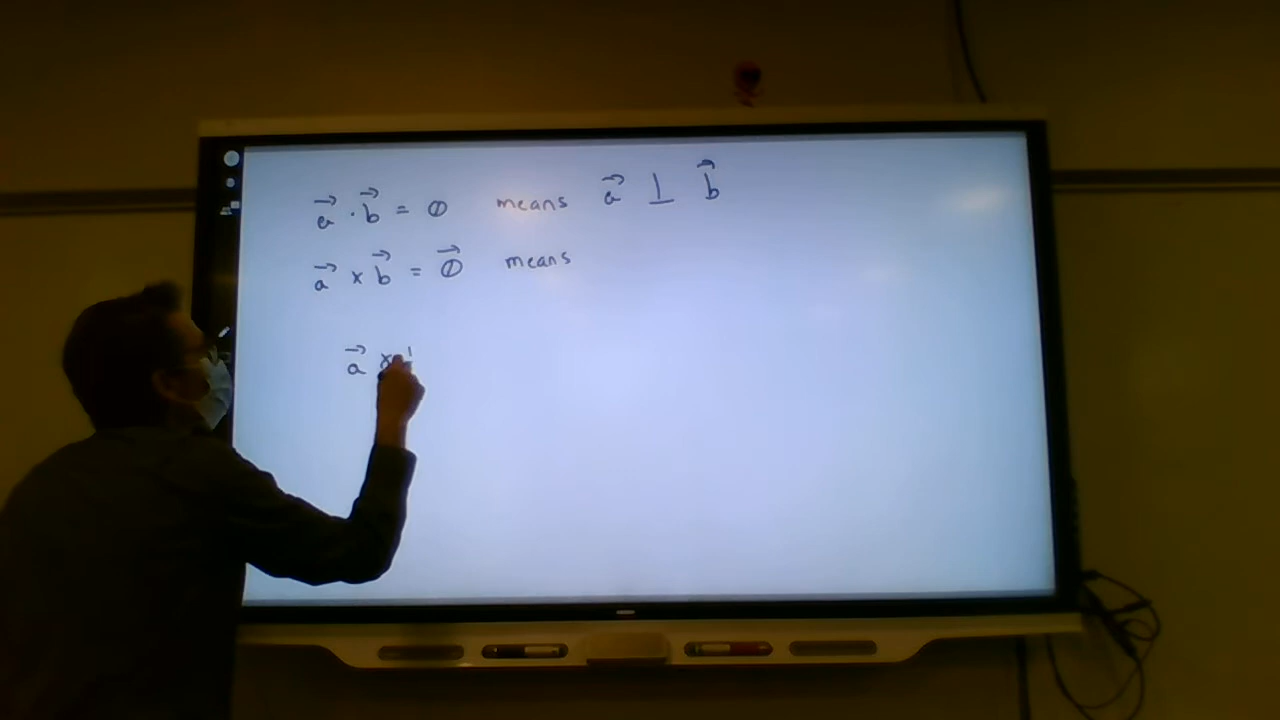 a⃗ · b⃗ = 0 means a⃗ ⊥ b⃗
a⃗ × b⃗ = 0⃗ means
a⃗ ×